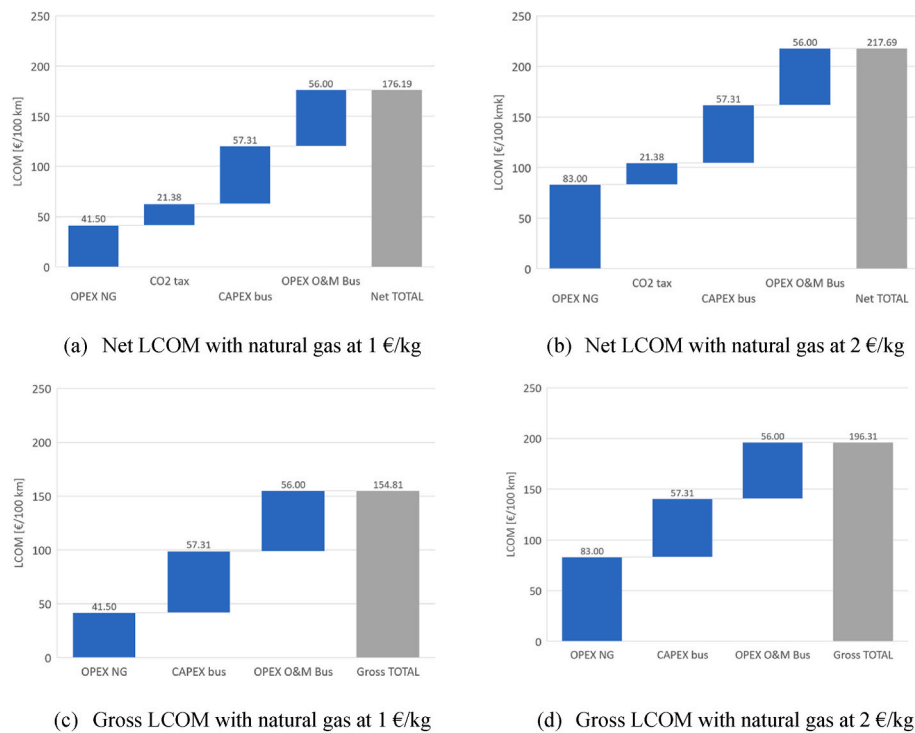 250
200
150
100
50
0
LCOM [€/100 km]
41.50
21.38
57.31
56.00
176.19
OPEX NG
CO2 tax
CAPEX bus
OPEX O&M Bus
Net TOTAL
(a) Net LCOM with natural gas at 1 €/kg
250
200
150
100
50
0
LCOM [€/100 kmk]
83.00
21.38
57.31
56.00
217.69
OPEX NG
CO2 tax
CAPEX bus
OPEX O&M Bus
Net TOTAL
(b) Net LCOM with natural gas at 2 €/kg
250
200
150
100
50
0
LCOM [€/100 km]
41.50
57.31
56.00
154.81
OPEX NG
CAPEX bus
OPEX O&M Bus
Gross TOTAL
(c) Gross LCOM with natural gas at 1 €/kg
250
200
150
100
50
0
LCOM [€/100 km]
83.00
57.31
56.00
196.31
OPEX NG
CAPEX bus
OPEX O&M Bus
Gross TOTAL
(d) Gross LCOM with natural gas at 2 €/kg